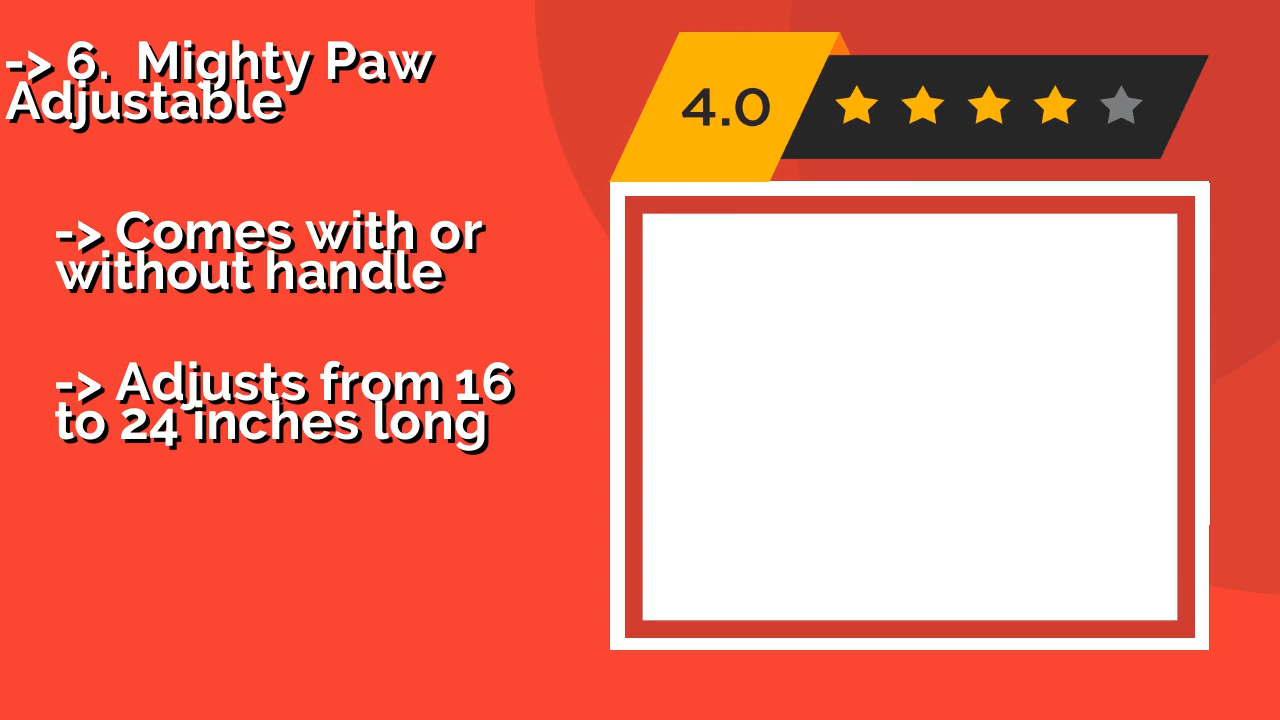 -> 6.  Mighty Paw
Adjustable
4.0
-> Comes with or
without handle
-> Adjusts from 16
to 24 inches long